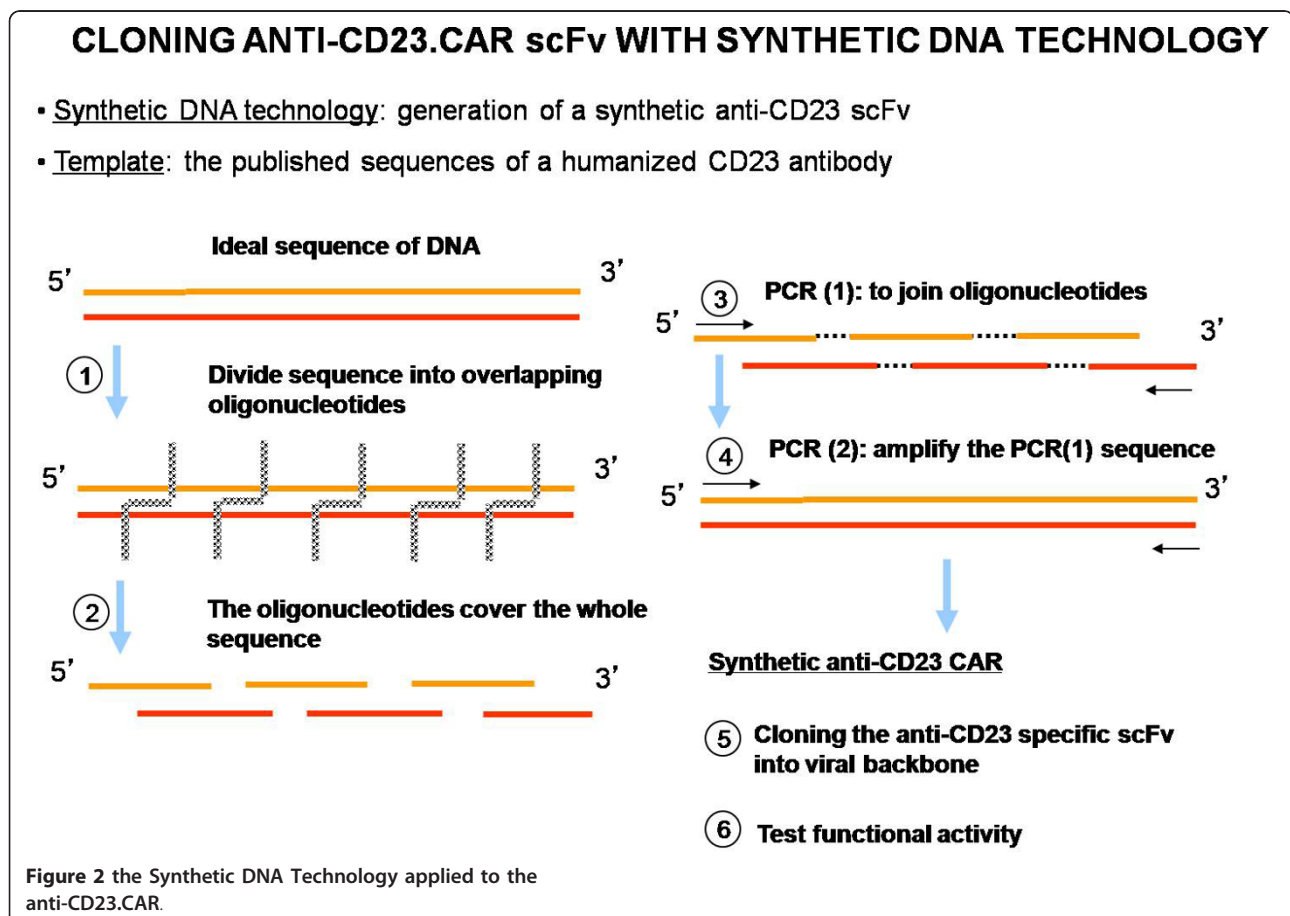 CLONING ANTI-CD23.CAR scFv WITH SYNTHETIC DNA TECHNOLOGY
▪ Synthetic DNA technology: generation of a synthetic anti-CD23 scFv
▪ Template: the published sequences of a humanized CD23 antibody
Ideal sequence of DNA
5’ 3’
1 Divide sequence into overlapping
oligonucleotides
5’ 3’
2 The oligonucleotides cover the whole
sequence
5’ 3’
3 PCR (1): to join oligonucleotides
5’ 3’
4 PCR (2): amplify the PCR(1) sequence
5’ 3’
Synthetic anti-CD23 CAR
5 Cloning the anti-CD23 specific scFv
into viral backbone
6 Test functional activity
Figure 2 the Synthetic DNA Technology applied to the
anti-CD23.CAR.